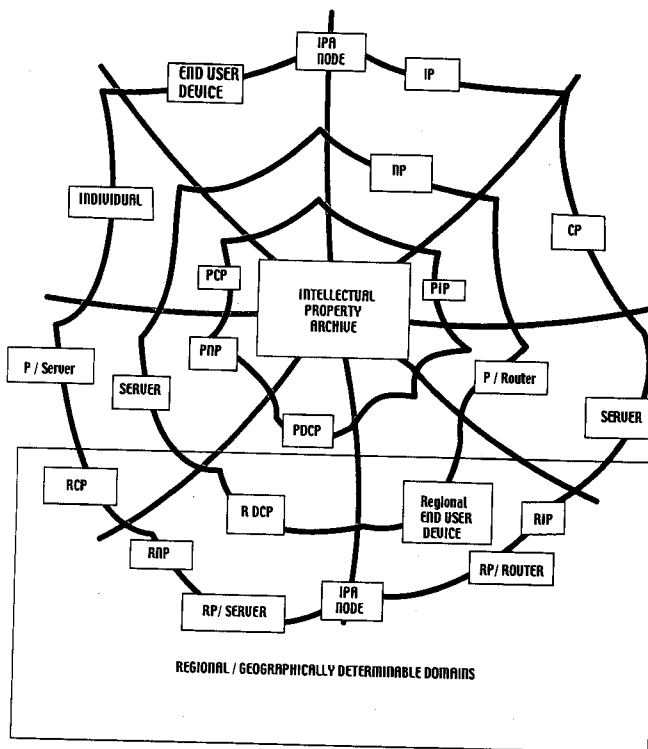 IPA
NODE
END USER
DEVICE
IP
NP
INDIVIDUAL
CP
PCP
PIP
INTELLECTUAL
PROPERTY
ARCHIVE
PNP
P / Server
SERVER
P / Router
SERVER
PDCP
RCP
R DCP
Regional
END USER
DEVICE
RIP
RNP
RP/ ROUTER
RP/ SERVER
IPA
NODE
REGIONAL / GEOGRAPHICALLY DETERMINABLE DOMAINS